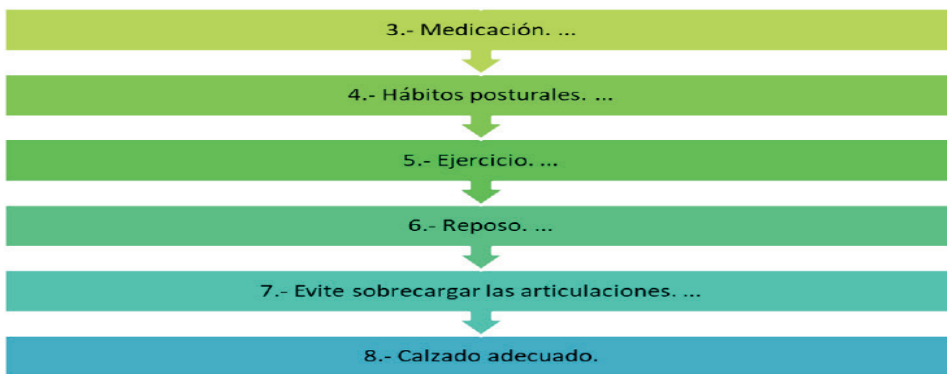 3.- Medicación. ...
4.- Hábitos posturales. ...
5.- Ejercicio. ...
6.- Reposo. ...
7.- Evite sobrecargar las articulaciones. ...
8.- Calzado adecuado.